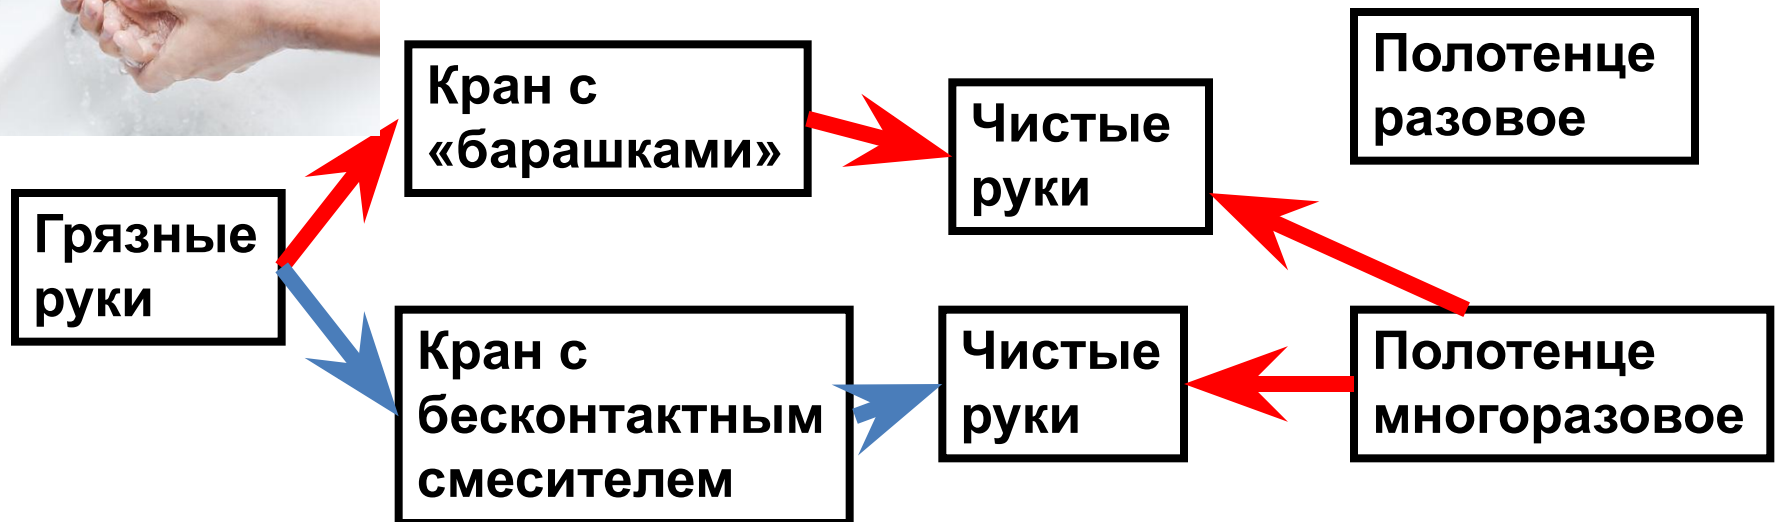 Кран с
«барашками»
Чистые
руки
Полотенце
разовое
Грязные
руки
Кран с
бесконтактным
смесителем
Чистые
руки
Полотенце
многоразовое